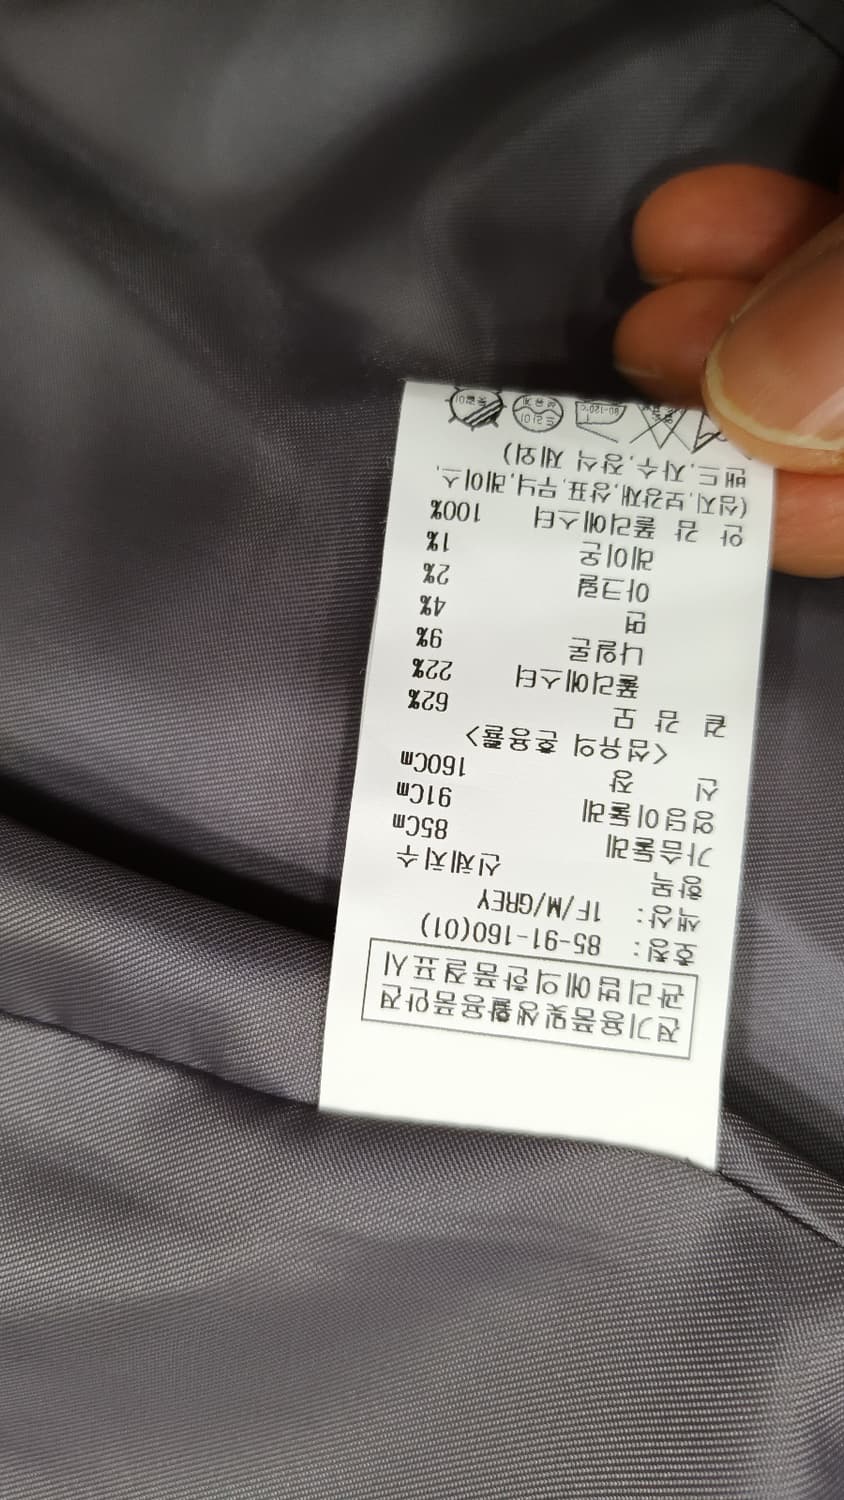 전기용품및생활용품안전
관리법에의한품질표시
호칭: 85-91-160(01)
색상: 1F/M/GREY
항목 신체치수
가슴둘레 85Cm
엉덩이둘레 91Cm
신 장 160Cm
<섬유의 혼용률>
겉 감 모 62%
폴리에스터 22%
나일론 9%
면 4%
아크릴 2%
레이온 1%
안 감 폴리에스터 100%
(심지,보강재,상표,무늬,레이스,
밴드,자수,장식 제외)
80-120℃
드라이